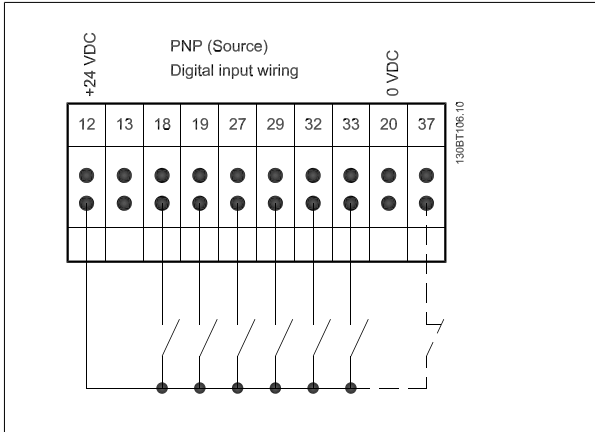 PNP (Source)
Digital input wiring
+24 VDC
0 VDC
12 13 18 19 27 29 32 33 20 37
130BT106.10